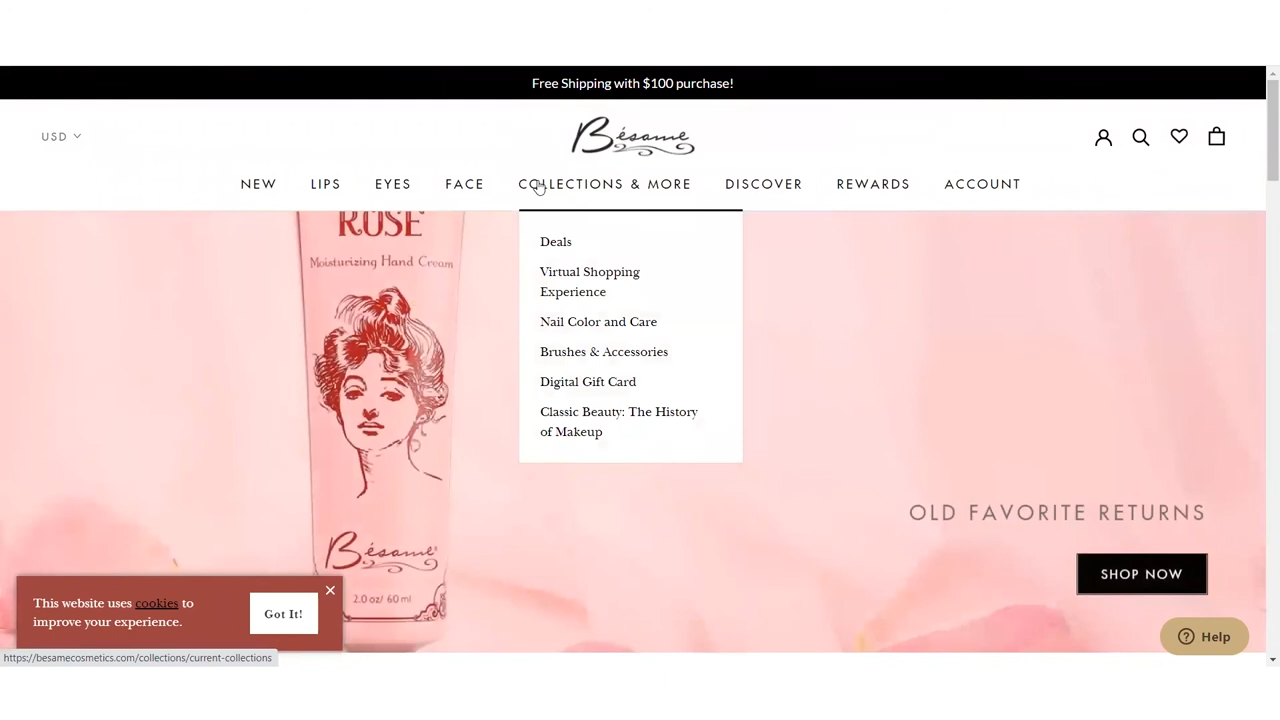 Free Shipping with $100 purchase!
USD
Bésame
NEW LIPS EYES FACE COLLECTIONS & MORE DISCOVER REWARDS ACCOUNT
Deals
Virtual Shopping
Experience
Nail Color and Care
Brushes & Accessories
Digital Gift Card
Classic Beauty: The History
of Makeup
ROSE
Moisturizing Hand Cream
Bésame
2.0 oz/ 60 ml
OLD FAVORITE RETURNS
SHOP NOW
This website uses cookies to
improve your experience.
Got It!
Help
https://besamecosmetics.com/collections/current-collections